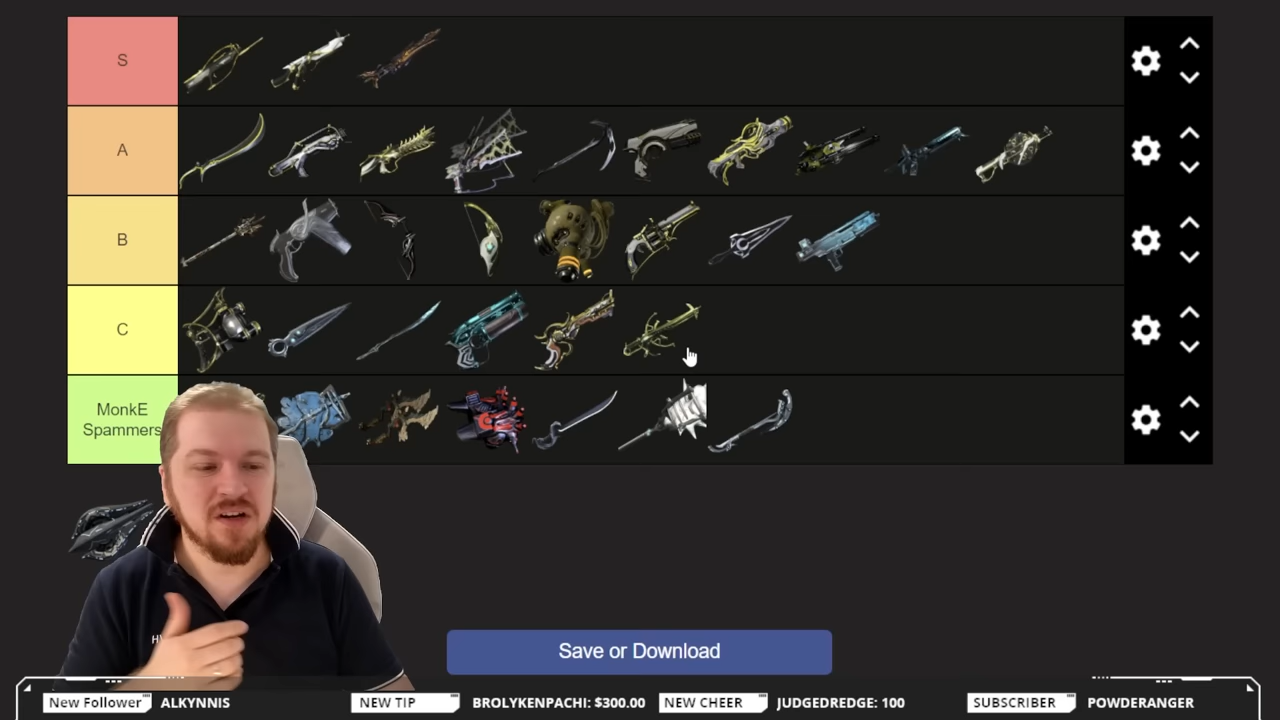 S
A
B
C
MonkE
Spammers
Save or Download
New Follower ALKYNNIS NEW TIP BROLYKENPACHI: $300.00 NEW CHEER JUDGEDREDGE: 100 SUBSCRIBER POWDERANGER